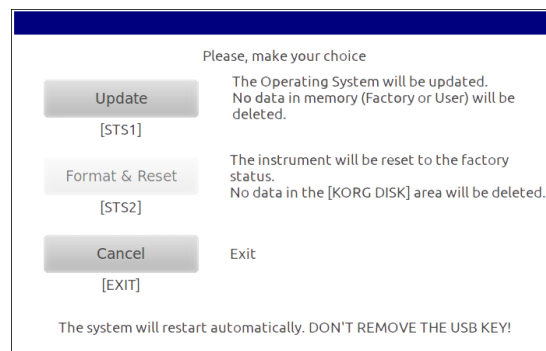 Please, make your choice
Update
[STS1]
The Operating System will be updated.
No data in memory (Factory or User) will be
deleted.
Format & Reset
[STS2]
The instrument will be reset to the factory
status.
No data in the [KORG DISK] area will be deleted.
Cancel
[EXIT]
Exit
The system will restart automatically. DON'T REMOVE THE USB KEY!